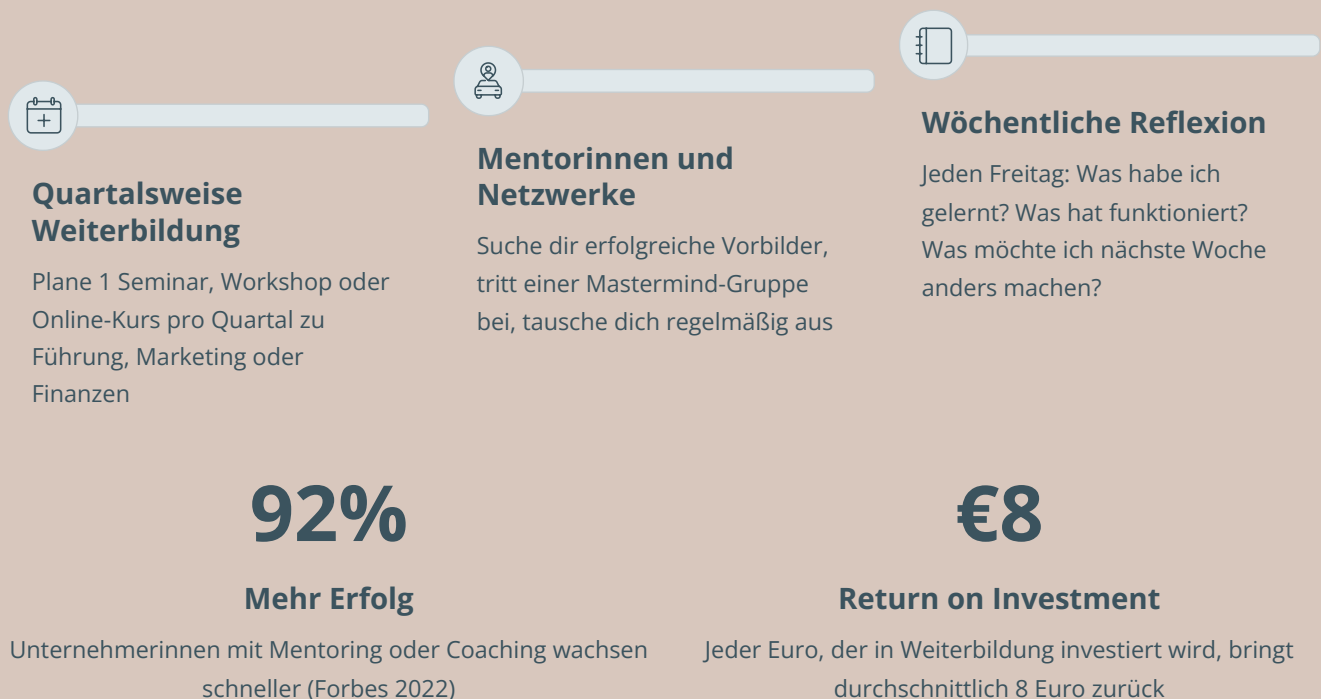 Quartalsweise
Weiterbildung
Plane 1 Seminar, Workshop oder
Online-Kurs pro Quartal zu
Führung, Marketing oder
Finanzen
Mentorinnen und
Netzwerke
Suche dir erfolgreiche Vorbilder,
tritt einer Mastermind-Gruppe
bei, tausche dich regelmäßig aus
Wöchentliche Reflexion
Jeden Freitag: Was habe ich
gelernt? Was hat funktioniert?
Was möchte ich nächste Woche
anders machen?
92%
Mehr Erfolg
Unternehmerinnen mit Mentoring oder Coaching wachsen
schneller (Forbes 2022)
€8
Return on Investment
Jeder Euro, der in Weiterbildung investiert wird, bringt
durchschnittlich 8 Euro zurück